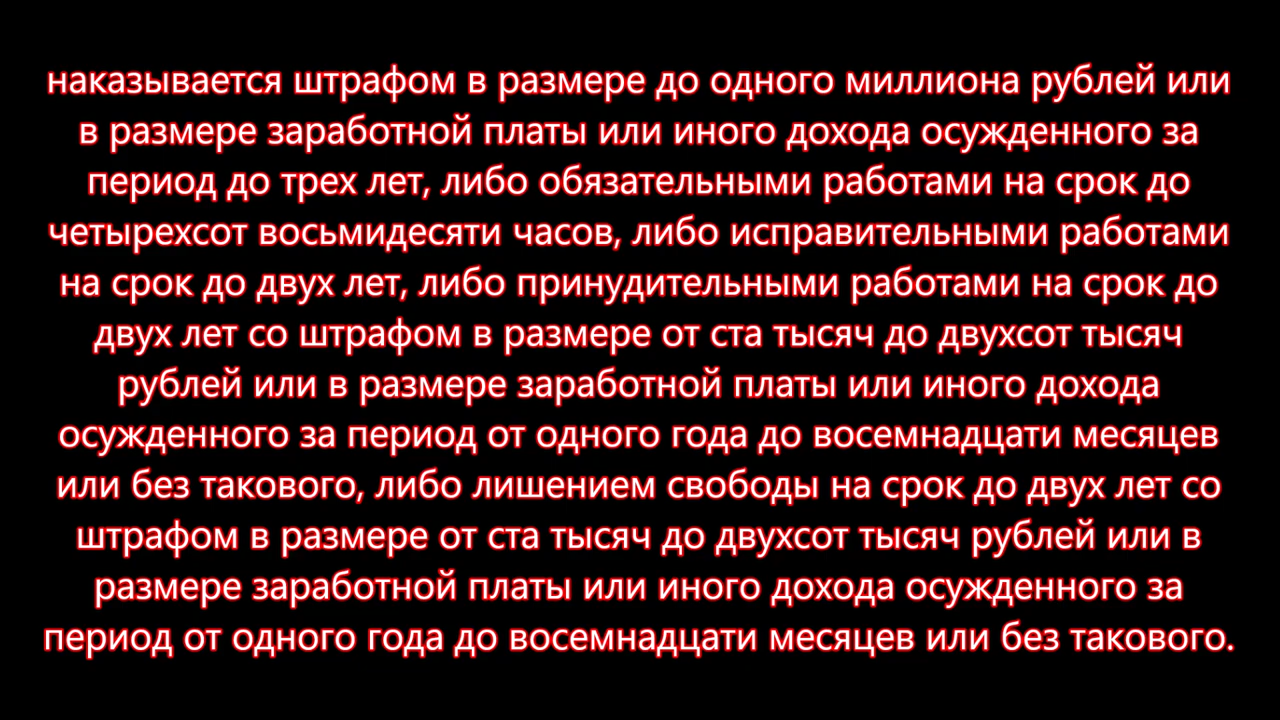 наказывается штрафом в размере до одного миллиона рублей или
в размере заработной платы или иного дохода осужденного за
период до трех лет, либо обязательными работами на срок до
четырехсот восьмидесяти часов, либо исправительными работами
на срок до двух лет, либо принудительными работами на срок до
двух лет со штрафом в размере от ста тысяч до двухсот тысяч
рублей или в размере заработной платы или иного дохода
осужденного за период от одного года до восемнадцати месяцев
или без такового, либо лишением свободы на срок до двух лет со
штрафом в размере от ста тысяч до двухсот тысяч рублей или в
размере заработной платы или иного дохода осужденного за
период от одного года до восемнадцати месяцев или без такового.